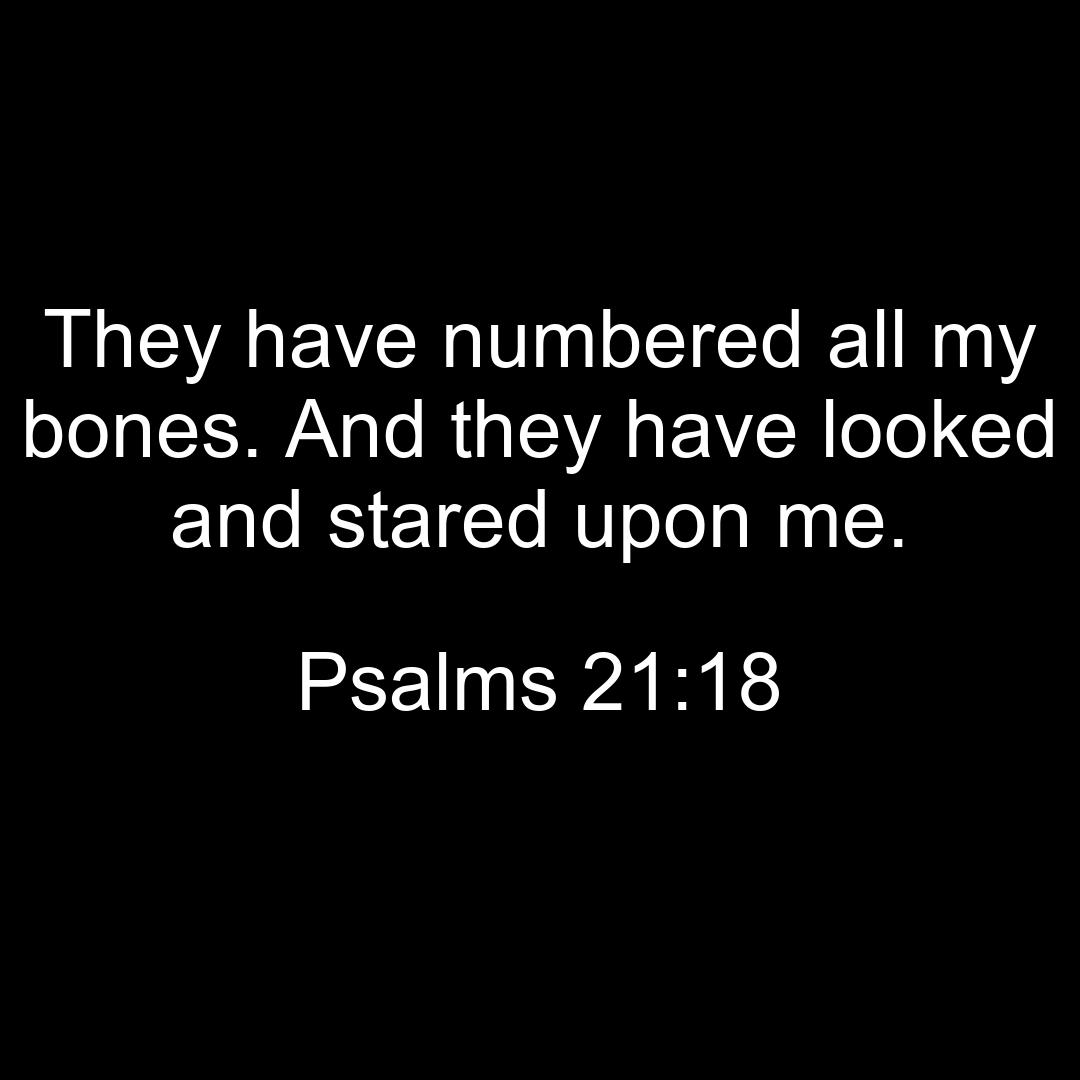 They have numbered all my
bones. And they have looked
and stared upon me.
Psalms 21:18